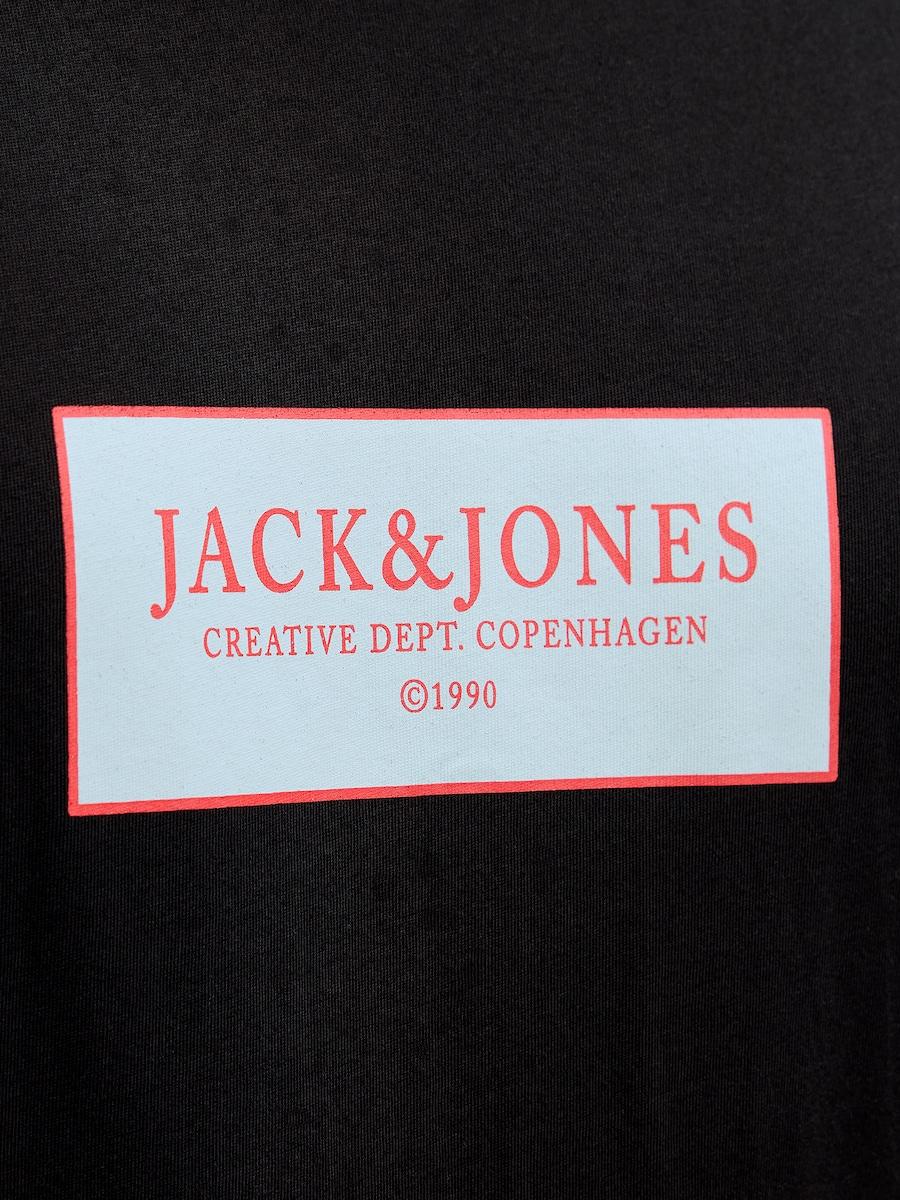 JACK&JONES
CREATIVE DEPT. COPENHAGEN
©1990